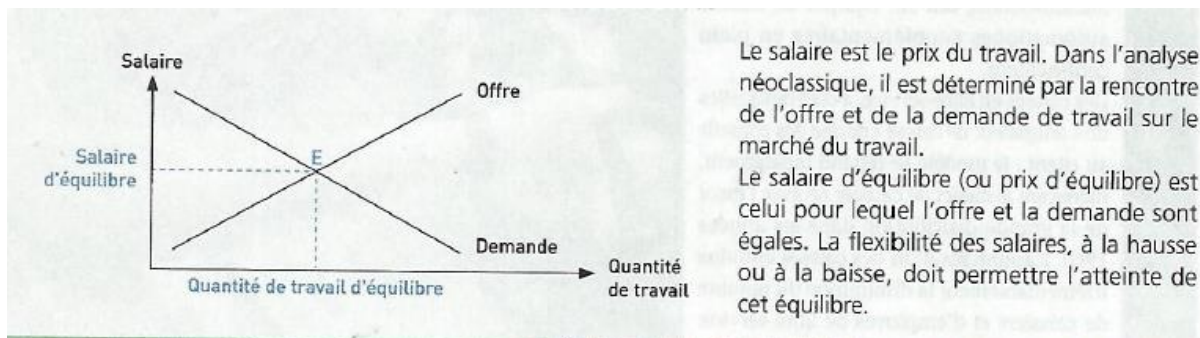 Salaire
Offre
Salaire
d'équilibre
E
Demande
Quantité de travail d'équilibre
Quantité
de travail
Le salaire est le prix du travail. Dans l'analyse
néoclassique, il est déterminé par la rencontre
de l'offre et de la demande de travail sur le
marché du travail.
Le salaire d'équilibre (ou prix d'équilibre) est
celui pour lequel l'offre et la demande sont
égales. La flexibilité des salaires, à la hausse
ou à la baisse, doit permettre l'atteinte de
cet équilibre.